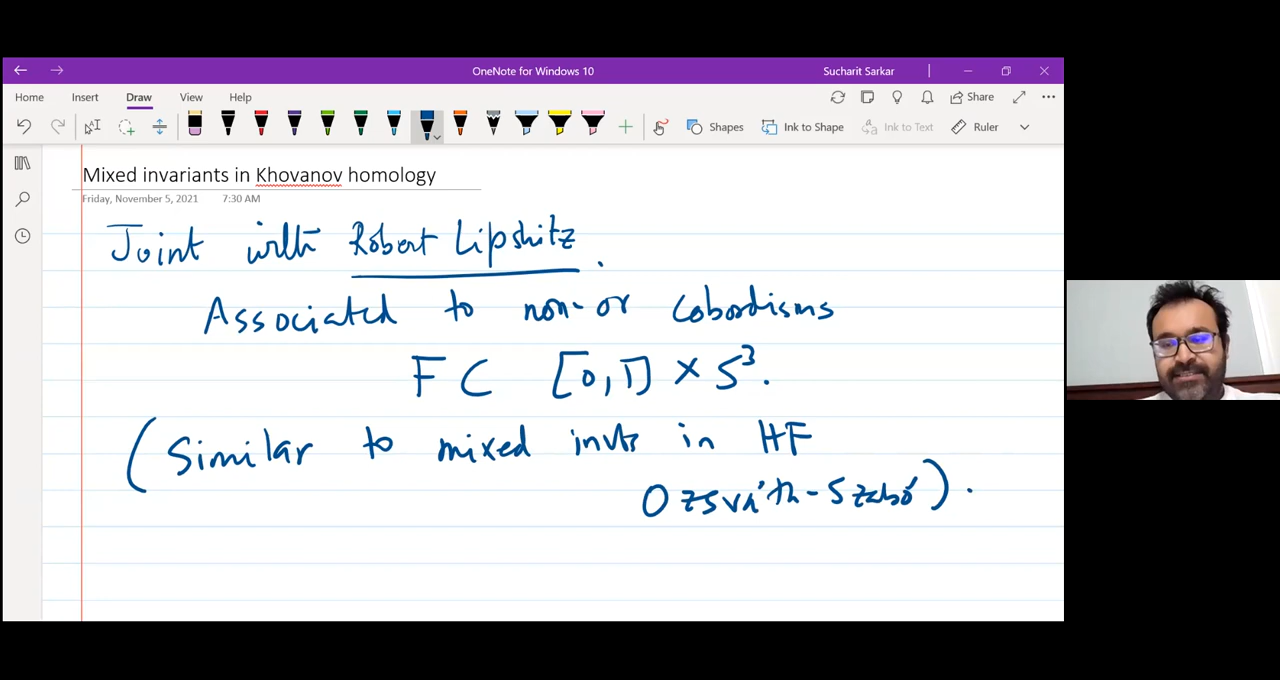 OneNote for Windows 10
Sucharit Sarkar
Home Insert Draw View Help
Share
Shapes Ink to Shape Ink to Text Ruler
Mixed invariants in Khovanov homology
Friday, November 5, 2021 7:30 AM
Joint with Robert Lipshitz.
Associated to non-or cobordisms
F ⊂ [0,1] × S³.
(Similar to mixed invts in HF
Ozsváth-Szabó).